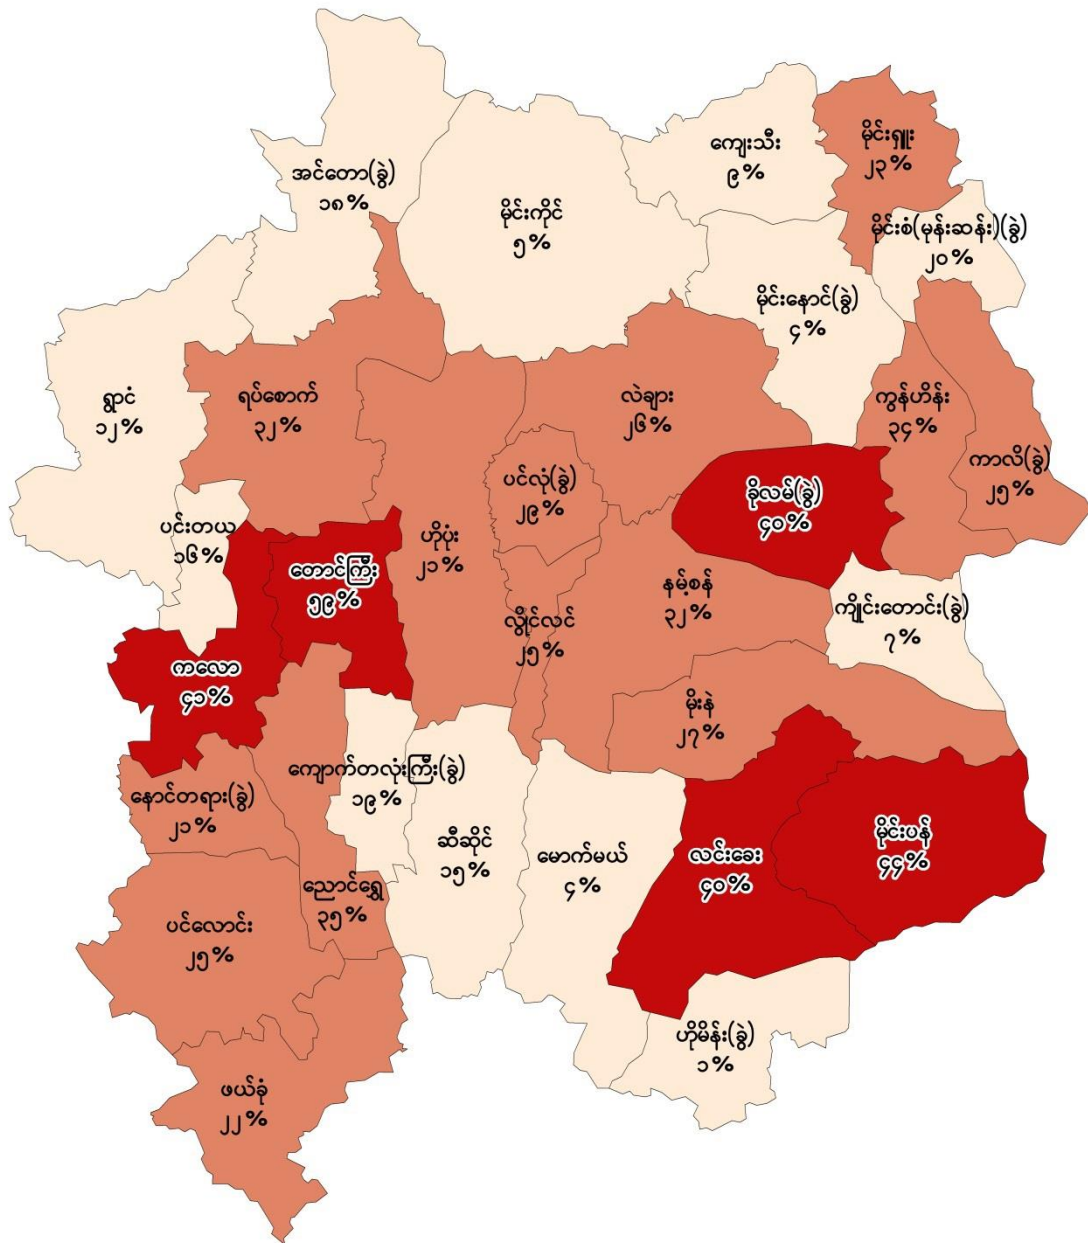 ကျေးသီး
၉%
မိုင်းရှူး
၂၃%
အင်တော(ခွဲ)
၁၈%
မိုင်းကိုင်
၅%
မိုင်းစံ(မုန်းဆန်း)(ခွဲ)
၂၀%
မိုင်းနောင်(ခွဲ)
၄%
ရွာငံ
၁၂%
ရပ်စောက်
၃၂%
လဲချား
၂၆%
ကွန်ဟိန်း
၃၄%
ကာလိ(ခွဲ)
၂၅%
ပင်လုံ(ခွဲ)
၂၉%
ခိုလမ်(ခွဲ)
၄၀%
ပင်းတယ
၁၆%
ဟိုပုံး
၂၁%
တောင်ကြီး
၅၉%
နမ့်စန်
၃၂%
ကျိုင်းတောင်း(ခွဲ)
၇%
လွိုင်လင်
၂၅%
ကလော
၄၁%
မိုးနဲ
၂၇%
ကျောက်တလုံးကြီး(ခွဲ)
၁၉%
နောင်တရား(ခွဲ)
၂၁%
ဆီဆိုင်
၁၅%
မောက်မယ်
၄%
လင်းခေး
၄၀%
မိုင်းပန်
၄၄%
ညောင်ရွှေ
၃၅%
ပင်လောင်း
၂၅%
ဟိုမိန်း(ခွဲ)
၁%
ဖယ်ခုံ
၂၂%